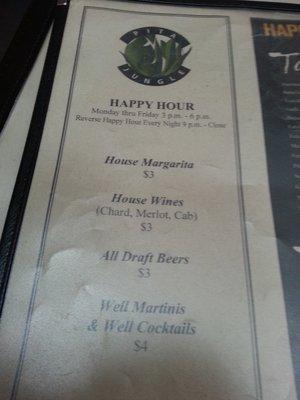 PITA
JUNGLE
HAPPY HOUR
Monday thru Friday 3 p.m. - 6 p.m.
Reverse Happy Hour Every Night 9 p.m. - Close
House Margarita
$3
House Wines
(Chard, Merlot, Cab)
$3
All Draft Beers
$3
Well Martinis
& Well Cocktails
$4
HAP